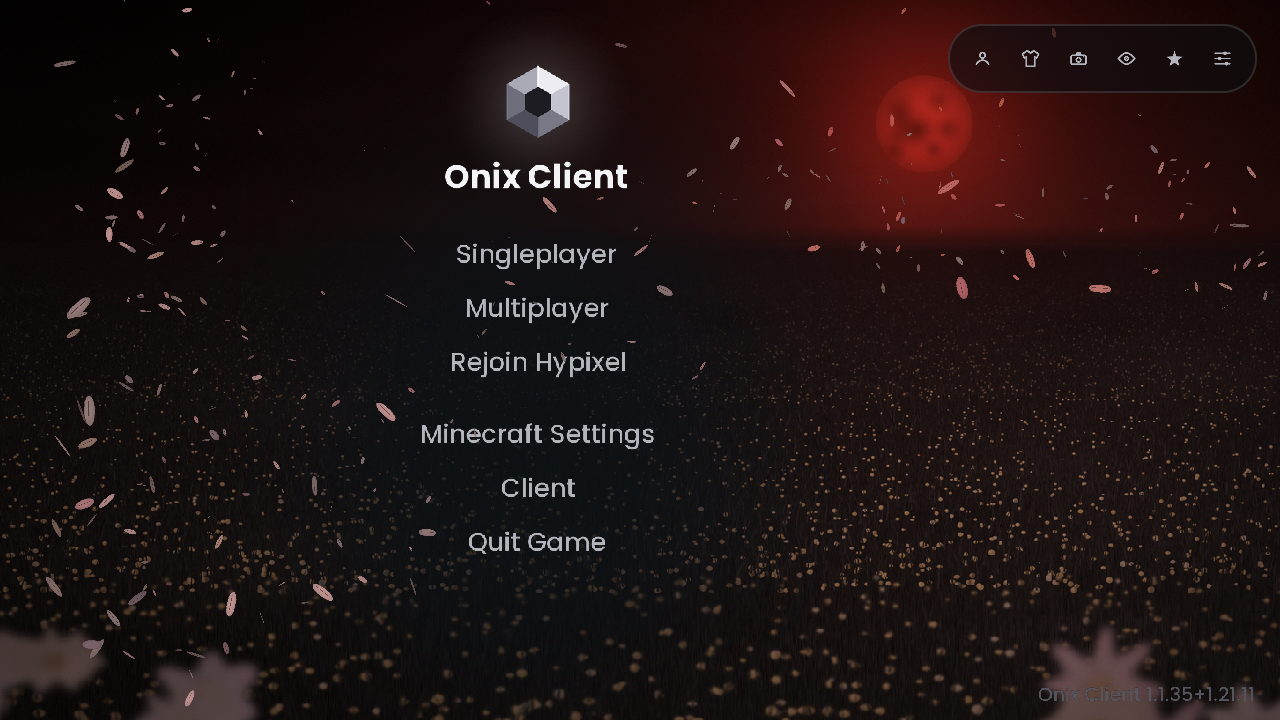 Onix Client
Singleplayer
Multiplayer
Rejoin Hypixel
Minecraft Settings
Client
Quit Game
Onix Client 1.1.35+1.21.11